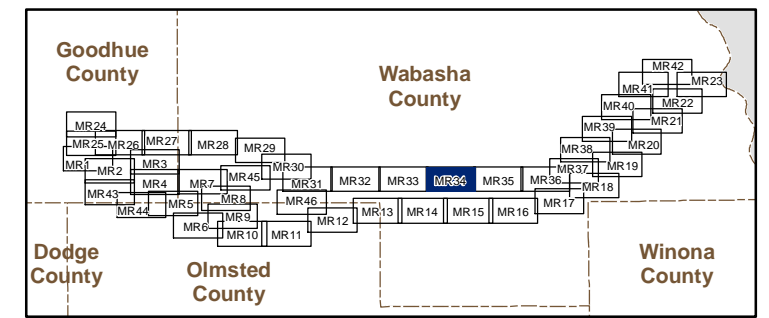 Goodhue
County
Wabasha
County
MR42
MR41
MR23
MR40
MR22
MR24
MR39
MR21
MR25
MR26
MR27
MR28
MR29
MR38
MR20
MR1
MR2
MR3
MR30
MR37
MR19
MR43
MR4
MR7
MR45
MR31
MR32
MR33
MR34
MR35
MR36
MR18
MR44
MR5
MR8
MR46
MR17
MR6
MR9
MR12
MR13
MR14
MR15
MR16
MR10
MR11
Dodge
County
Olmsted
County
Winona
County